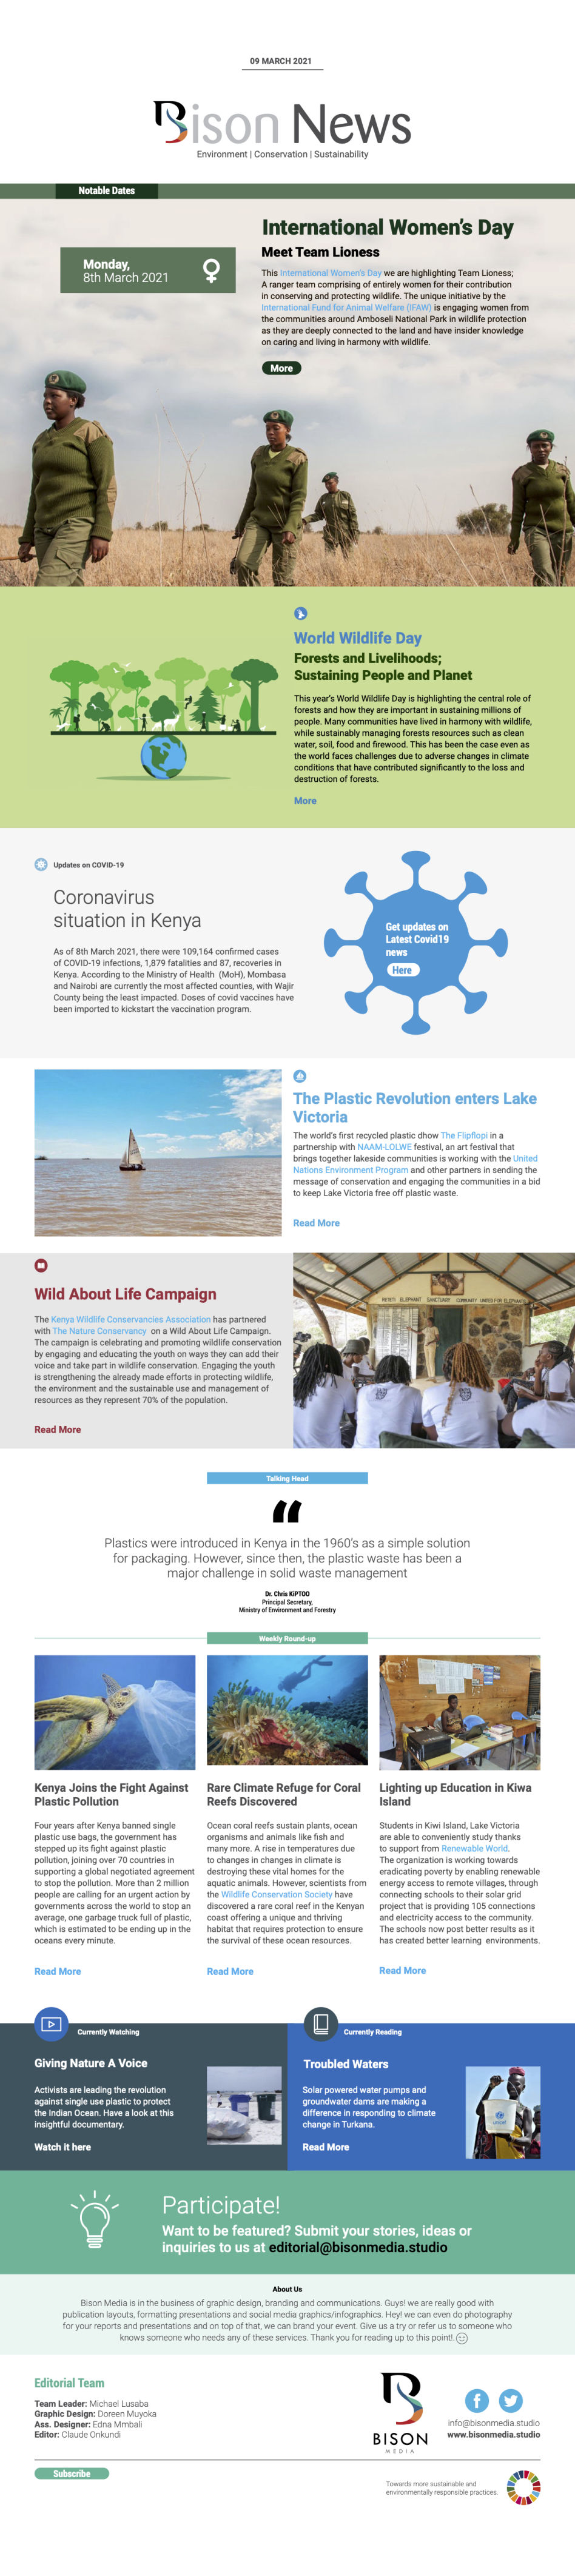 09 MARCH 2021
Bison News
Environment | Conservation | Sustainability
Notable Dates
International Women's Day
Monday,
8th March 2021
Meet Team Lioness
This International Women's Day we are highlighting Team Lioness;
A ranger team comprising of entirely women for their contribution
in conserving and protecting wildlife. The unique initiative by the
International Fund for Animal Welfare (IFAW) is engaging women from
the communities around Amboseli National Park in wildlife protection
as they are deeply connected to the land and have insider knowledge
on caring and living in harmony with wildlife.
More
World Wildlife Day
Forests and Livelihoods;
Sustaining People and Planet
This year's World Wildlife Day is highlighting the central role of
forests and how they are important in sustaining millions of
people. Many communities have lived in harmony with wildlife,
while sustainably managing forests resources such as clean
water, soil, food and firewood. This has been the case even as
the world faces challenges due to adverse changes in climate
conditions that have contributed significantly to the loss and
destruction of forests.
More
Updates on COVID-19
Coronavirus
situation in Kenya
As of 8th March 2021, there were 109,164 confirmed cases
of COVID-19 infections, 1,879 fatalities and 87, recoveries in
Kenya. According to the Ministry of Health (MoH), Mombasa
and Nairobi are currently the most affected counties, with Wajir
County being the least impacted. Doses of covid vaccines have
been imported to kickstart the vaccination program.
Get updates on
Latest Covid19
news
Here
The Plastic Revolution enters Lake
Victoria
The world's first recycled plastic dhow The Flipflopi in a
partnership with NAAM-LOLWE festival, an art festival that
brings together lakeside communities is working with the United
Nations Environment Program and other partners in sending the
message of conservation and engaging the communities in a bid
to keep Lake Victoria free off plastic waste.
Read More
Wild About Life Campaign
The Kenya Wildlife Conservancies Association has partnered
with The Nature Conservancy on a Wild About Life Campaign.
The campaign is celebrating and promoting wildlife conservation
by engaging and educating the youth on ways they can add their
voice and take part in wildlife conservation. Engaging the youth
is strengthening the already made efforts in protecting wildlife,
the environment and the sustainable use and management of
resources as they represent 70% of the population.
Read More
ELEPHANT SANCTUARY COMMUNITY UNITED FOR ELEPHANTS
Talking Head
“
Plastics were introduced in Kenya in the 1960's as a simple solution
for packaging. However, since then, the plastic waste has been a
major challenge in solid waste management
Dr. Chris KiPTOO
Principal Secretary,
Ministry of Environment and Forestry
Weekly Round-up
Kenya Joins the Fight Against
Plastic Pollution
Four years after Kenya banned single
plastic use bags, the government has
stepped up its fight against plastic
pollution, joining over 70 countries in
supporting a global negotiated agreement
to stop the pollution. More than 2 million
people are calling for an urgent action by
governments across the world to stop an
average, one garbage truck full of plastic,
which is estimated to be ending up in the
oceans every minute.
Read More
Rare Climate Refuge for Coral
Reefs Discovered
Ocean coral reefs sustain plants, ocean
organisms and animals like fish and
many more. A rise in temperatures due
to changes in changes in climate is
destroying these vital homes for the
aquatic animals. However, scientists from
the Wildlife Conservation Society have
discovered a rare coral reef in the Kenyan
coast offering a unique and thriving
habitat that requires protection to ensure
the survival of these ocean resources.
Read More
Lighting up Education in Kiwa
Island
Students in Kiwi Island, Lake Victoria
are able to conveniently study thanks
to support from Renewable World.
The organization is working towards
eradicating poverty by enabling renewable
energy access to remote villages, through
connecting schools to their solar grid
project that is providing 105 connections
and electricity access to the community.
The schools now post better results as it
has created better learning environments.
Read More
Currently Watching
Giving Nature A Voice
Activists are leading the revolution
against single use plastic to protect
the Indian Ocean. Have a look at this
insightful documentary.
Watch it here
Currently Reading
Troubled Waters
Solar powered water pumps and
groundwater dams are making a
difference in responding to climate
change in Turkana.
Read More
unicef
Participate!
Want to be featured? Submit your stories, ideas or
inquiries to us at editorial@bisonmedia.studio
About Us
Bison Media is in the business of graphic design, branding and communications. Guys! we are really good with
publication layouts, formatting presentations and social media graphics/infographics. Hey! we can even do photography
for your reports and presentations and on top of that, we can brand your event. Give us a try or refer us to someone who
knows someone who needs any of these services. Thank you for reading up to this point!.
Editorial Team
Team Leader: Michael Lusaba
Graphic Design: Doreen Muyoka
Ass. Designer: Edna Mmbali
Editor: Claude Onkundi
BISON
MEDIA
info@bisonmedia.studio
www.bisonmedia.studio
Subscribe
Towards more sustainable and
environmentally responsible practices.